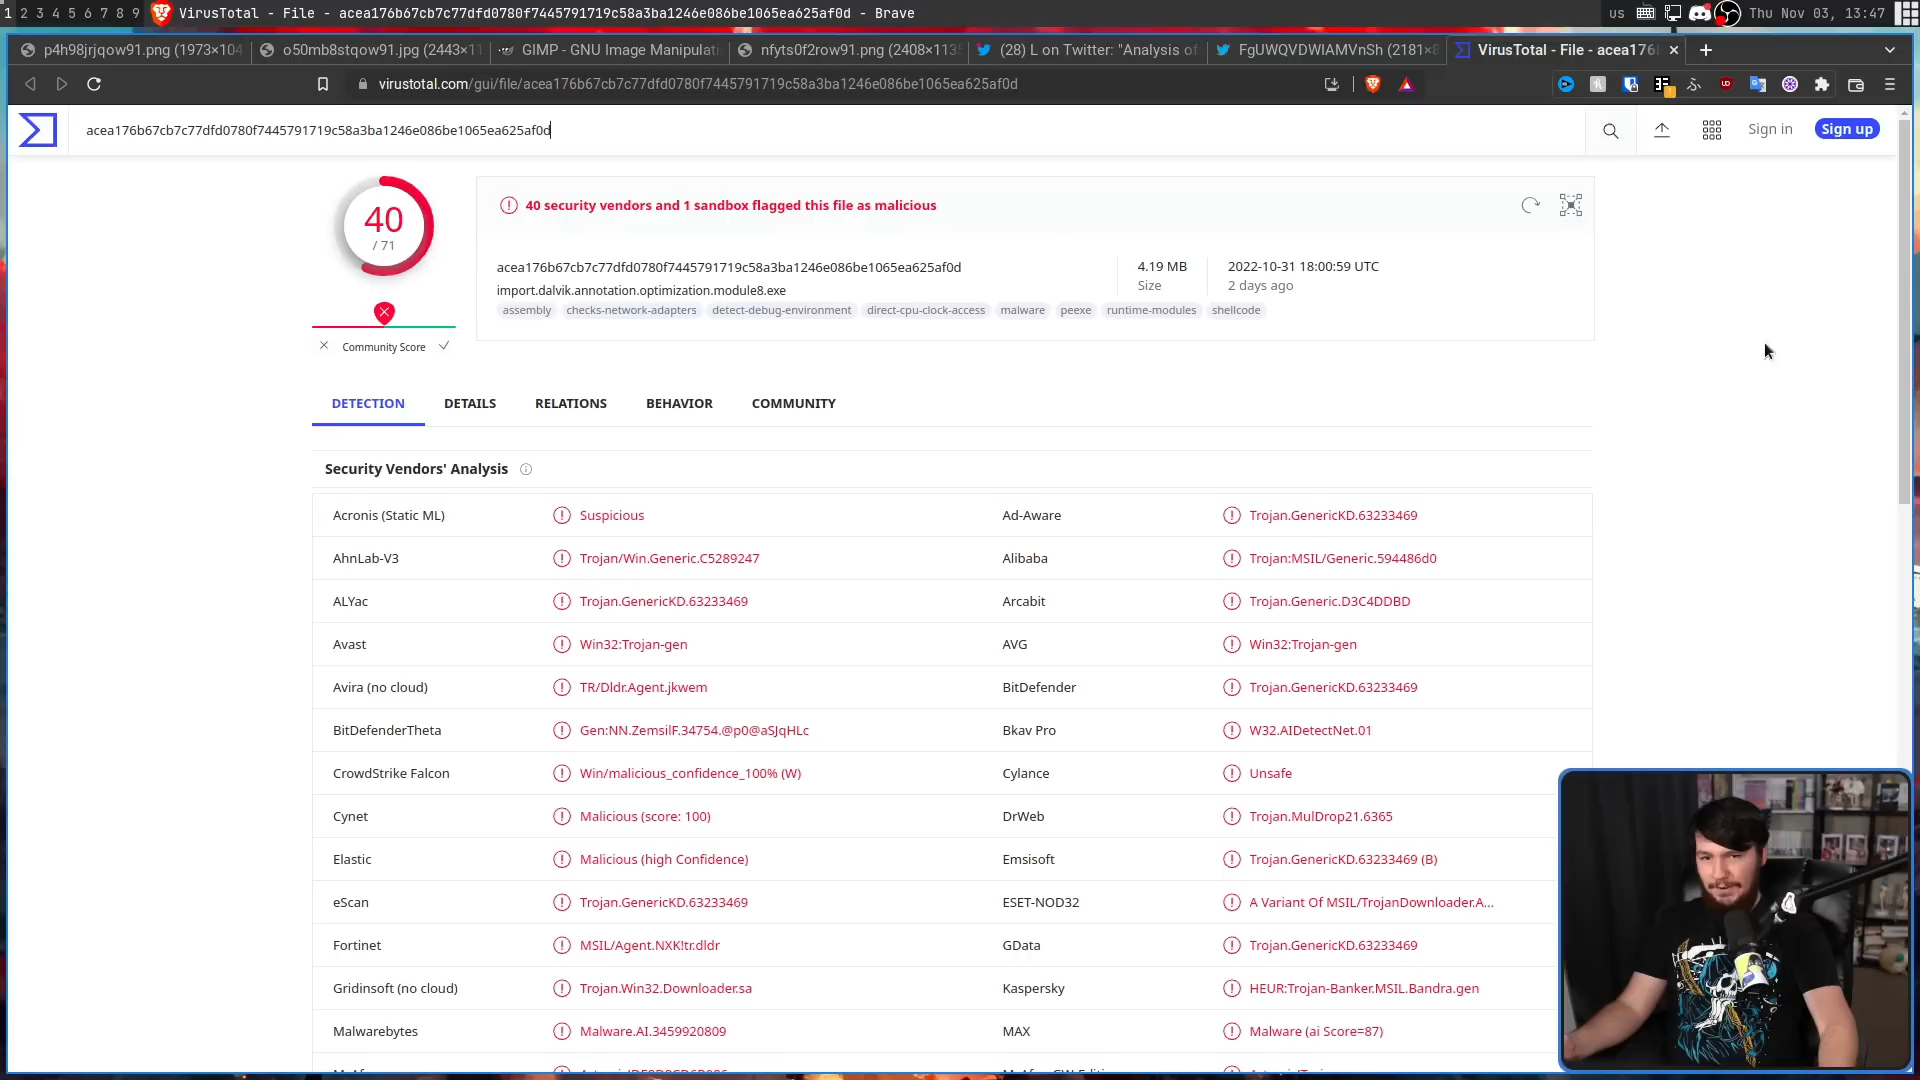 1 2 3 4 5 6 7 8 9 VirusTotal - File - acea176b67cb7c77dfd0780f7445791719c58a3ba1246e086be1065ea625af0d - Brave us Thu Nov 03, 13:47
p4h98jrjqow91.png (1973×104 o50mb8stqow91.jpg (2443×11 GIMP - GNU Image Manipulati nfyts0f2row91.png (2408×1135 (28) L on Twitter: "Analysis of FgUWQVDWIAMVnSh (2181×8 VirusTotal - File - acea176
virustotal.com/gui/file/acea176b67cb7c77dfd0780f7445791719c58a3ba1246e086be1065ea625af0d
acea176b67cb7c77dfd0780f7445791719c58a3ba1246e086be1065ea625af0d Sign in Sign up
40
/ 71
40 security vendors and 1 sandbox flagged this file as malicious
acea176b67cb7c77dfd0780f7445791719c58a3ba1246e086be1065ea625af0d 4.19 MB 2022-10-31 18:00:59 UTC
import.dalvik.annotation.optimization.module8.exe Size 2 days ago
assembly checks-network-adapters detect-debug-environment direct-cpu-clock-access malware peexe runtime-modules shellcode
Community Score
DETECTION DETAILS RELATIONS BEHAVIOR COMMUNITY
Security Vendors' Analysis
Acronis (Static ML) Suspicious Ad-Aware Trojan.GenericKD.63233469
AhnLab-V3 Trojan/Win.Generic.C5289247 Alibaba Trojan:MSIL/Generic.594486d0
ALYac Trojan.GenericKD.63233469 Arcabit Trojan.Generic.D3C4DDBD
Avast Win32:Trojan-gen AVG Win32:Trojan-gen
Avira (no cloud) TR/Dldr.Agent.jkwem BitDefender Trojan.GenericKD.63233469
BitDefenderTheta Gen:NN.ZemsilF.34754.@p0@aSJqHLc Bkav Pro W32.AIDetectNet.01
CrowdStrike Falcon Win/malicious_confidence_100% (W) Cylance Unsafe
Cynet Malicious (score: 100) DrWeb Trojan.MulDrop21.6365
Elastic Malicious (high Confidence) Emsisoft Trojan.GenericKD.63233469 (B)
eScan Trojan.GenericKD.63233469 ESET-NOD32 A Variant Of MSIL/TrojanDownloader.A...
Fortinet MSIL/Agent.NXK!tr.dldr GData Trojan.GenericKD.63233469
Gridinsoft (no cloud) Trojan.Win32.Downloader.sa Kaspersky HEUR:Trojan-Banker.MSIL.Bandra.gen
Malwarebytes Malware.AI.3459920809 MAX Malware (ai Score=87)